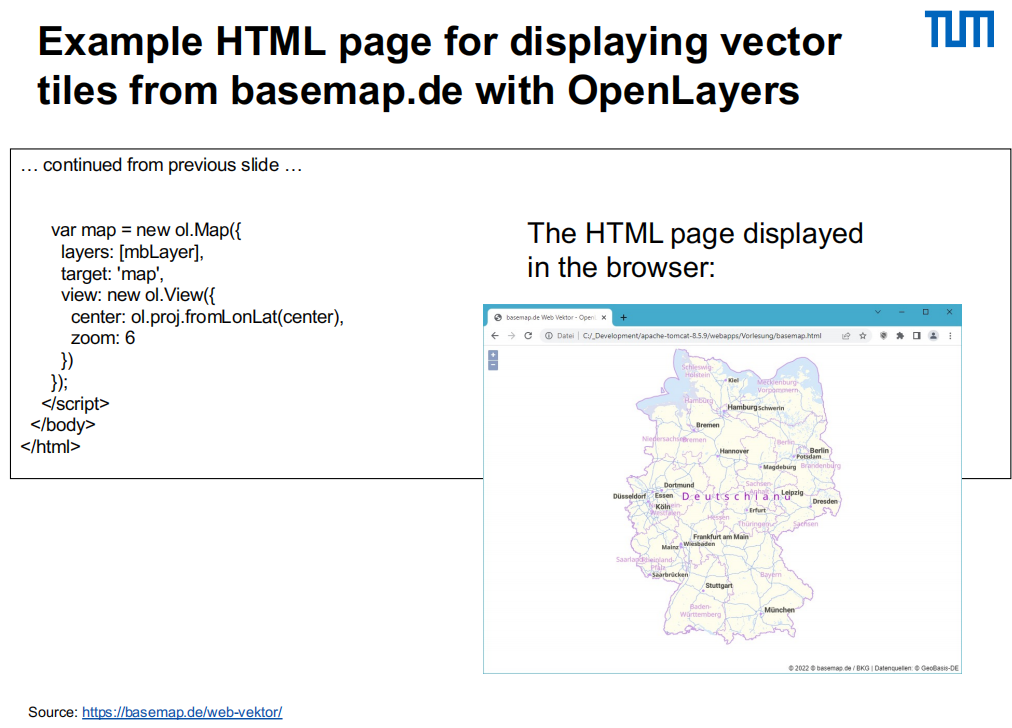 Example HTML page for displaying vector
tiles from basemap.de with OpenLayers
TUM
… continued from previous slide …
var map = new ol.Map({
layers: [mbLayer],
target: 'map',
view: new ol.View({
center: ol.proj.fromLonLat(center),
zoom: 6
})
});
</script>
</body>
</html>
The HTML page displayed
in the browser:
basemap.de Web Vektor - Open
Datei | C:/_Development/apache-tomcat-8.5.9/webapps/Vorlesung/basemap.html
+
−
Schleswig-
Holstein
Kiel
Mecklenburg-
Vorpommern
Hamburg
Hamburg
Schwerin
Bremen
Niedersachsen
Bremen
Berlin
Hannover
Berlin
Potsdam
Magdeburg
Brandenburg
Dortmund
Sachsen-
Anhalt
Düsseldorf
Essen
Deutschland
Leipzig
Dresden
Köln
Erfurt
Hessen
Thüringen
Sachsen
Frankfurt am Main
Mainz
Wiesbaden
Saarland
Rheinland-
Pfalz
Saarbrücken
Bayern
Stuttgart
Baden-
Württemberg
München
© 2022 © basemap.de / BKG | Datenquellen: © GeoBasis-DE
Source: https://basemap.de/web-vektor/